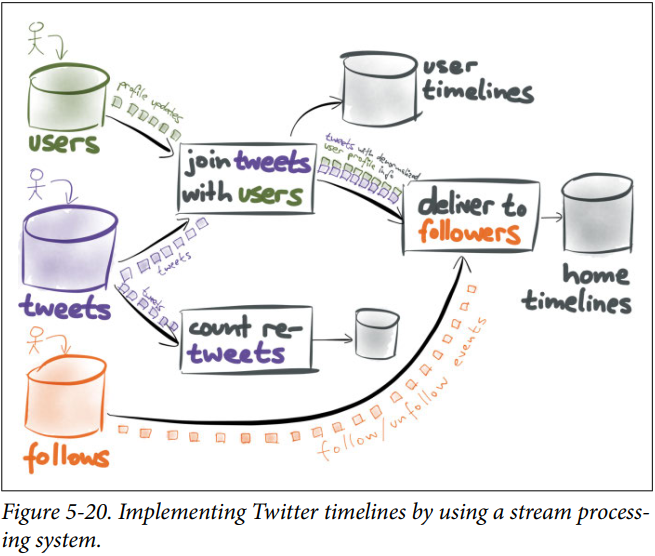 profile updates
users
join tweets
with users
user
timelines
tweets with denormalized
user profile info
deliver to
followers
home
timelines
tweets
tweets
tweets
count re-
tweets
follows
follow/unfollow events
Figure 5-20. Implementing Twitter timelines by using a stream process-
ing system.